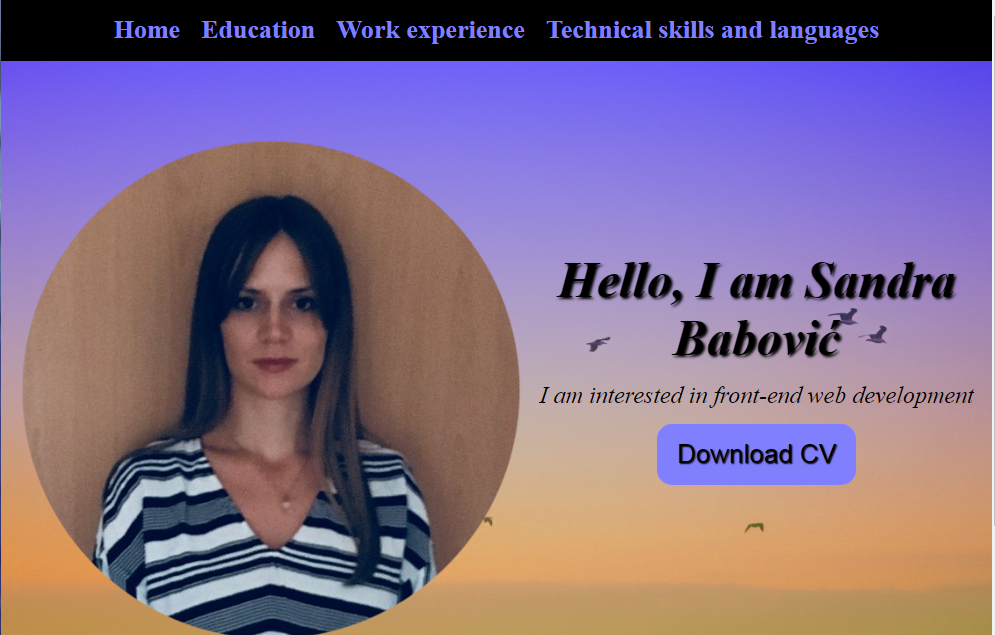 Home Education Work experience Technical skills and languages
Hello, I am Sandra
Babović
I am interested in front-end web development
Download CV